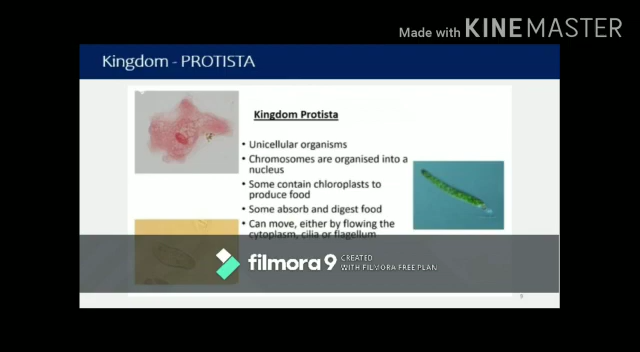 Made with KINEMASTER
Kingdom - PROTISTA
Kingdom Protista
• Unicellular organisms
• Chromosomes are organised into a
nucleus
• Some contain chloroplasts to
produce food
• Some absorb and digest food
• Can move, either by flowing the
cytoplasm, cilia or flagellum
filmora9 CREATED
WITH FILMORA FREE PLAN
9